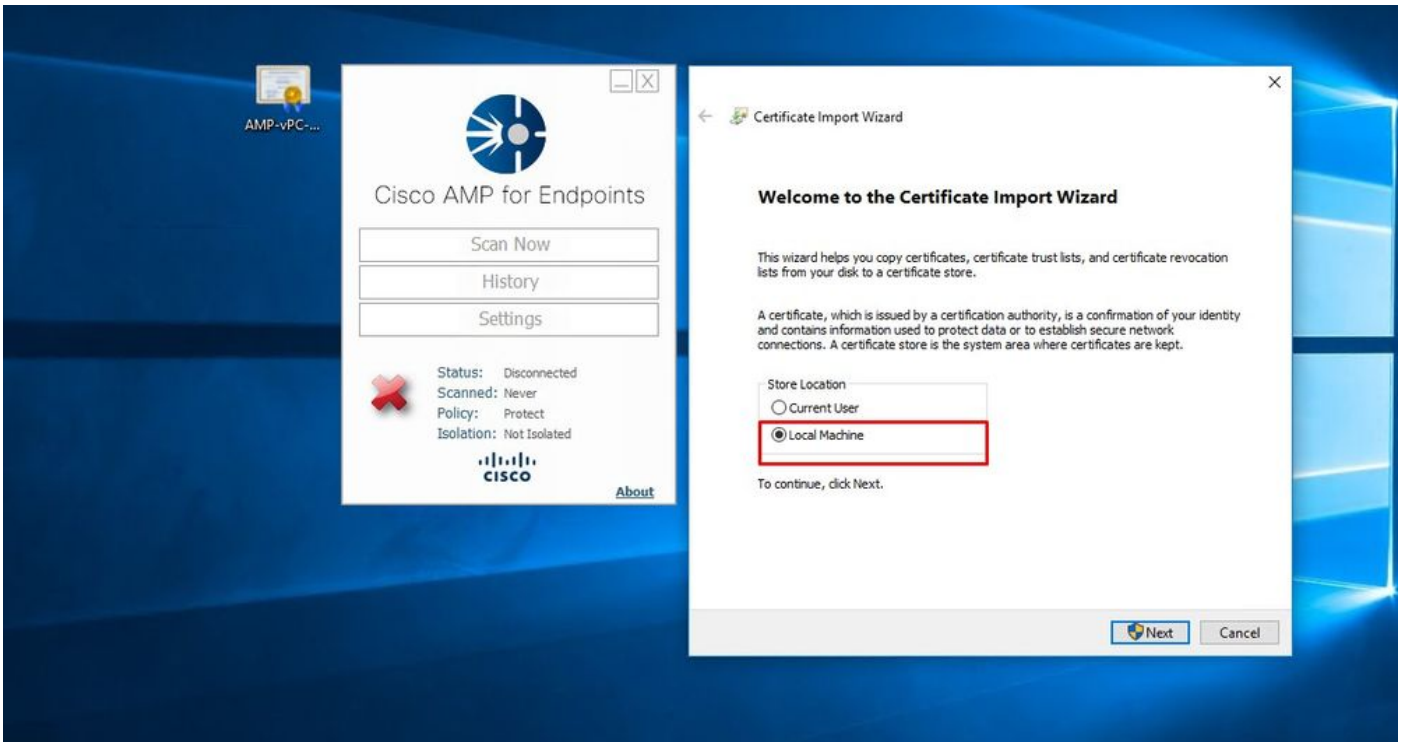 AMP-vPC-...
Cisco AMP for Endpoints
Scan Now
History
Settings
Status: Disconnected
Scanned: Never
Policy: Protect
Isolation: Not Isolated
CISCO
About
Certificate Import Wizard
Welcome to the Certificate Import Wizard
This wizard helps you copy certificates, certificate trust lists, and certificate revocation
lists from your disk to a certificate store.
A certificate, which is issued by a certification authority, is a confirmation of your identity
and contains information used to protect data or to establish secure network
connections. A certificate store is the system area where certificates are kept.
Store Location
Current User
Local Machine
To continue, click Next.
Next
Cancel